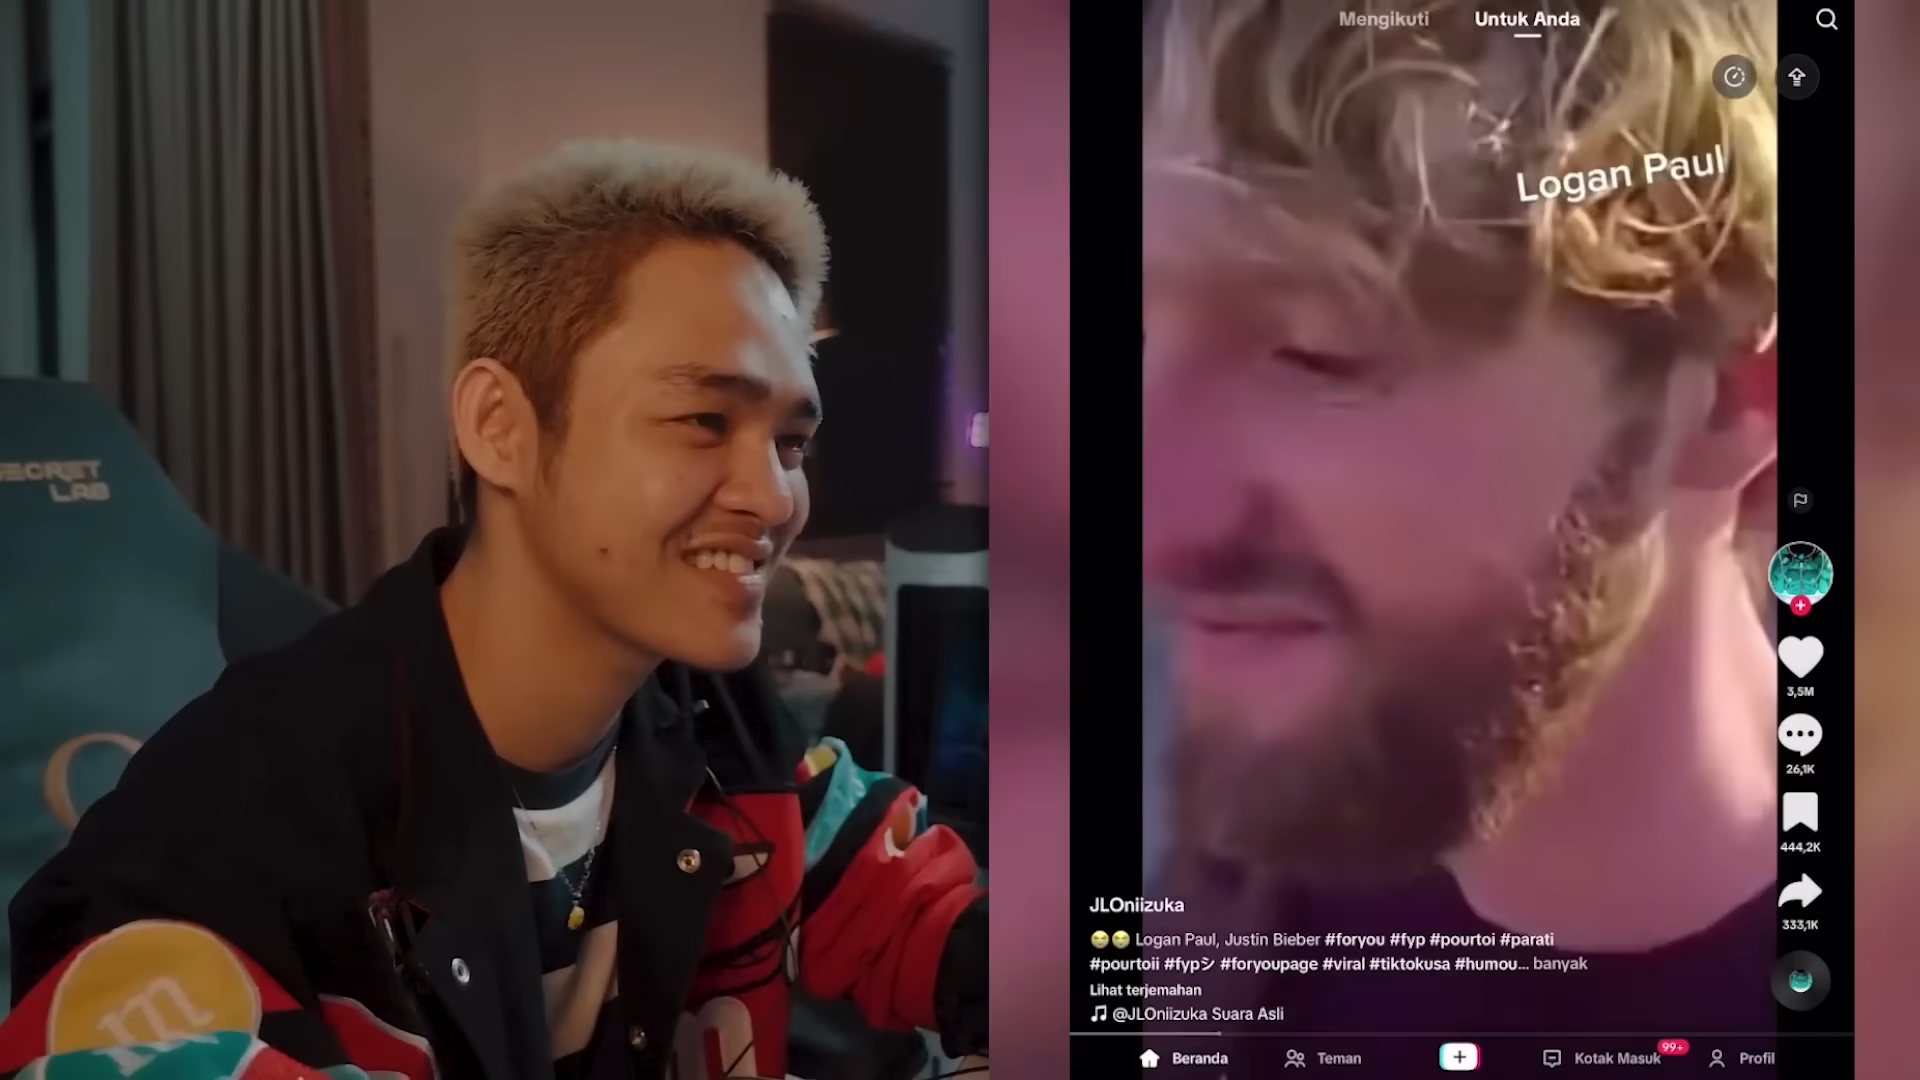 SECRET
LAB
m
Mengikuti
Untuk Anda
Logan Paul
3,5M
26,1K
444,2K
333,1K
JLOniizuka
😭😭 Logan Paul, Justin Bieber #foryou #fyp #pourtoi #parati
#pourtoii #fypシ #foryoupage #viral #tiktokusa #humou... banyak
Lihat terjemahan
@JLOniizuka Suara Asli
Beranda
Teman
Kotak Masuk
99+
Profil